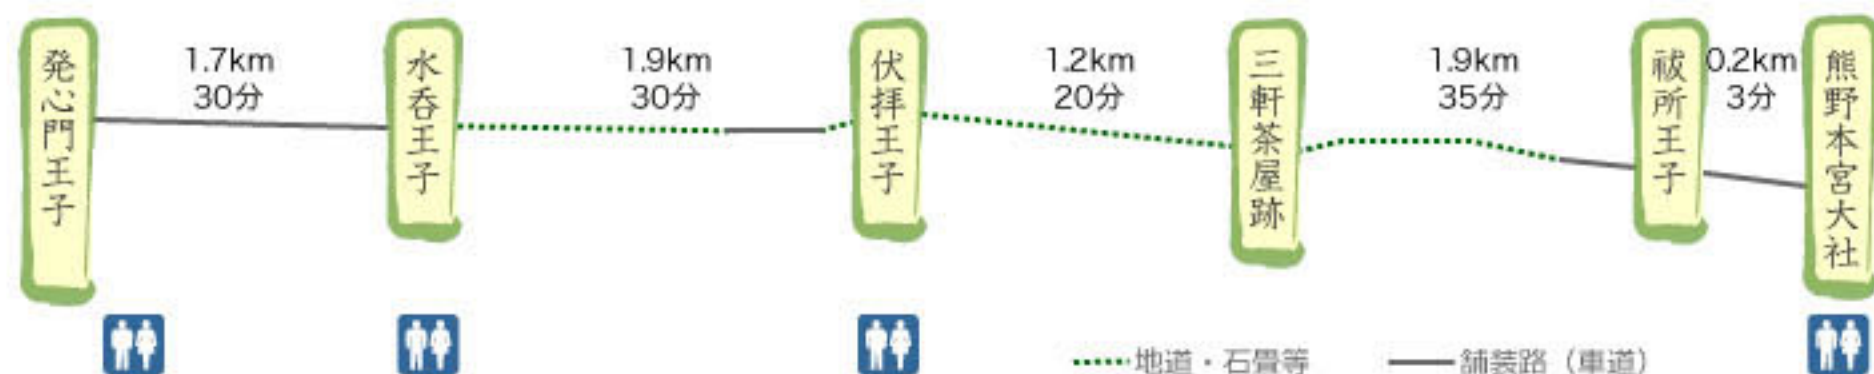 発心門王子
1.7km
30分
水呑王子
1.9km
30分
伏拝王子
1.2km
20分
三軒茶屋跡
1.9km
35分
祓所王子
0.2km
3分
熊野本宮大社
地道・石畳等
舗装路（車道）